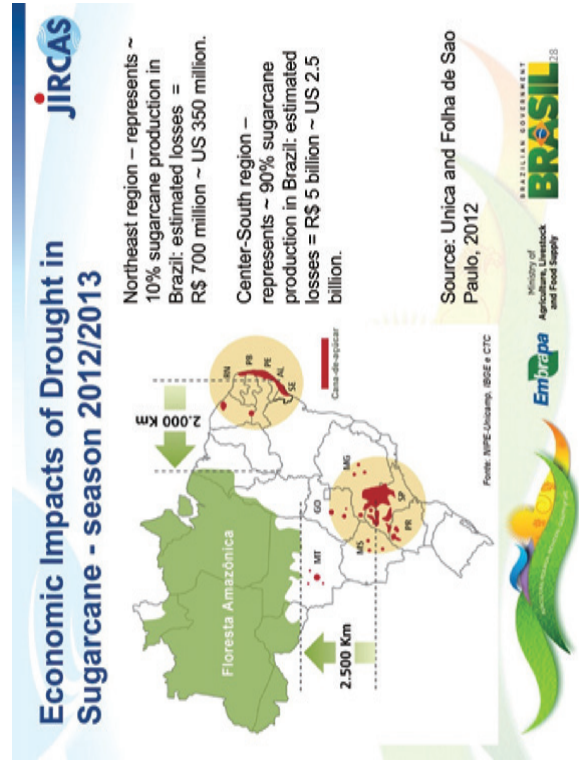 Economic Impacts of Drought in
Sugarcane - season 2012/2013
JIRCAS
2.000 Km
Floresta Amazônica
2.500 Km
RN
PB
PE
AL
SE
MT
GO
MG
MS
SP
PR
Cana-de-açúcar
Fonte: NIPE-Unicamp, IBGE e CTC
Northeast region – represents ~
10% sugarcane production in
Brazil: estimated losses =
R$ 700 million ~ US 350 million.
Center-South region –
represents ~ 90% sugarcane
production in Brazil: estimated
losses = R$ 5 billion ~ US 2.5
billion.
Source: Unica and Folha de Sao
Paulo, 2012
Embrapa
Ministry of
Agriculture, Livestock
and Food Supply
BRAZILIAN GOVERNMENT
BRASIL
28